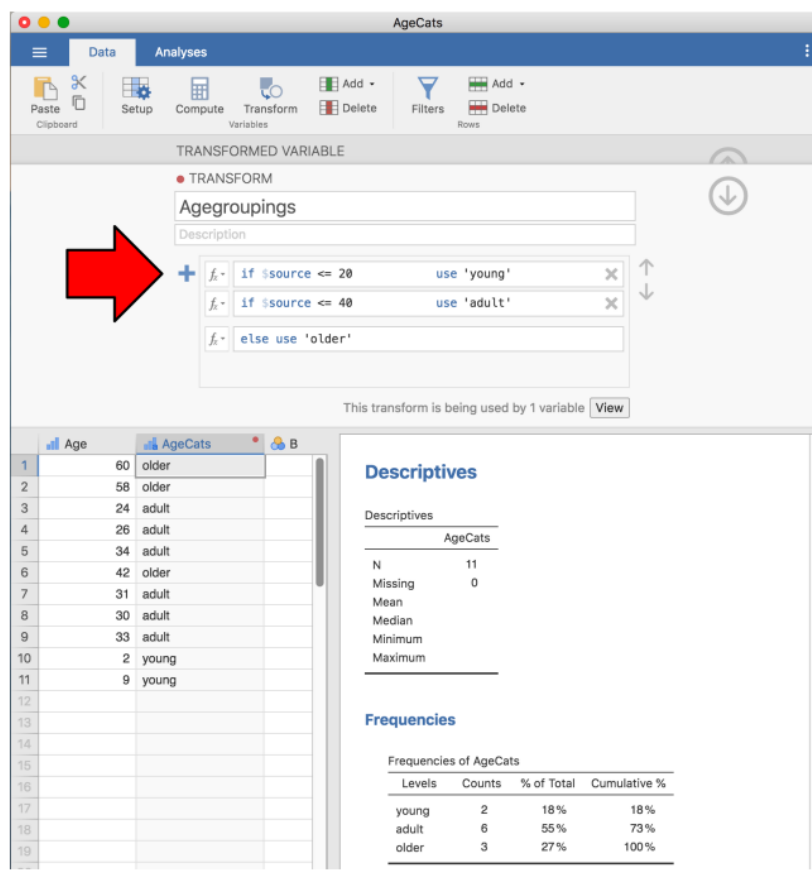 AgeCats
Data Analyses
Paste Setup Compute Transform Add Delete Filters Add Delete
Clipboard Variables Rows
TRANSFORMED VARIABLE
TRANSFORM
Agegroupings
Description
fx if $source <= 20 use 'young'
fx if $source <= 40 use 'adult'
fx else use 'older'
This transform is being used by 1 variable View
Age AgeCats B
1 60 older
2 58 older
3 24 adult
4 26 adult
5 34 adult
6 42 older
7 31 adult
8 30 adult
9 33 adult
10 2 young
11 9 young
12
13
14
15
16
17
18
19
Descriptives
Descriptives
AgeCats
N 11
Missing 0
Mean
Median
Minimum
Maximum
Frequencies
Frequencies of AgeCats
Levels Counts % of Total Cumulative %
young 2 18% 18%
adult 6 55% 73%
older 3 27% 100%